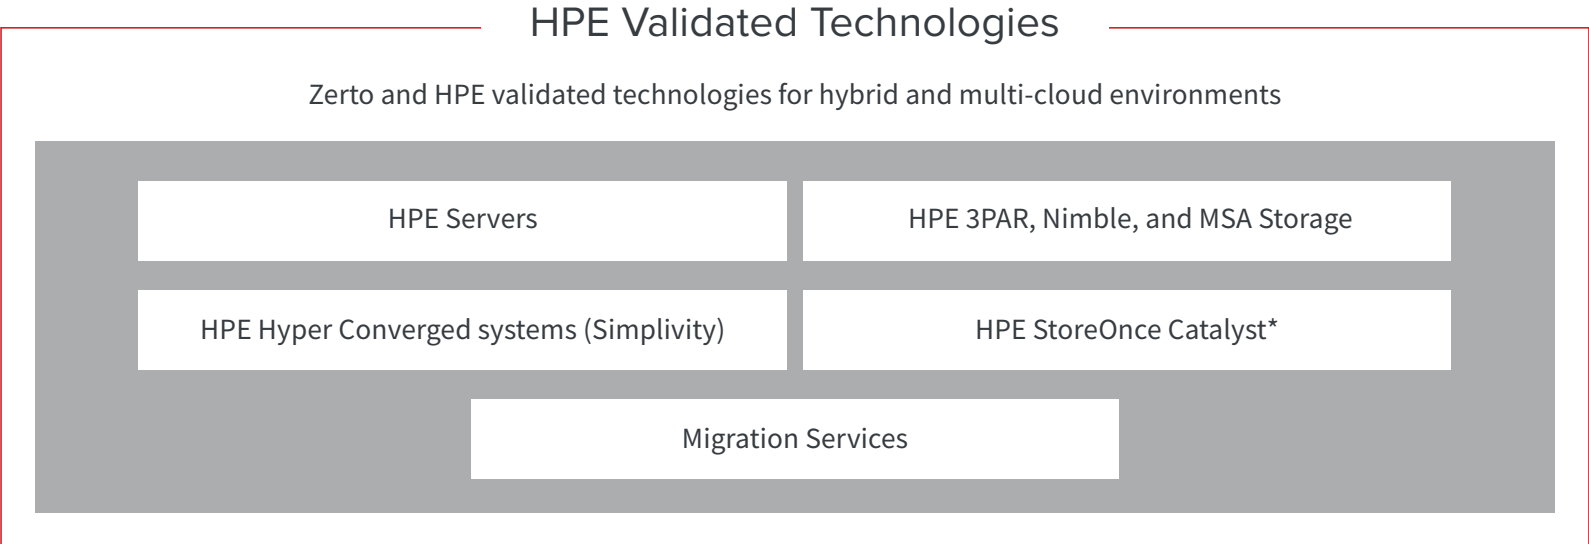 HPE Validated Technologies
Zerto and HPE validated technologies for hybrid and multi-cloud environments
HPE Servers
HPE 3PAR, Nimble, and MSA Storage
HPE Hyper Converged systems (Simplivity)
HPE StoreOnce Catalyst*
Migration Services